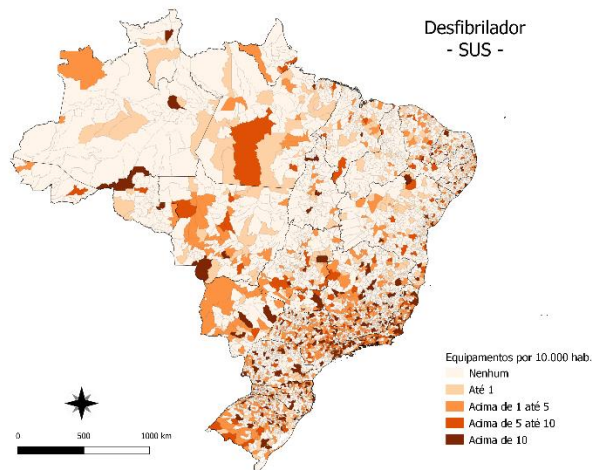 Desfibrilador
- SUS -
Equipamentos por 10.000 hab.
Nenhum
Até 1
Acima de 1 até 5
Acima de 5 até 10
Acima de 10
0 500 1000 km